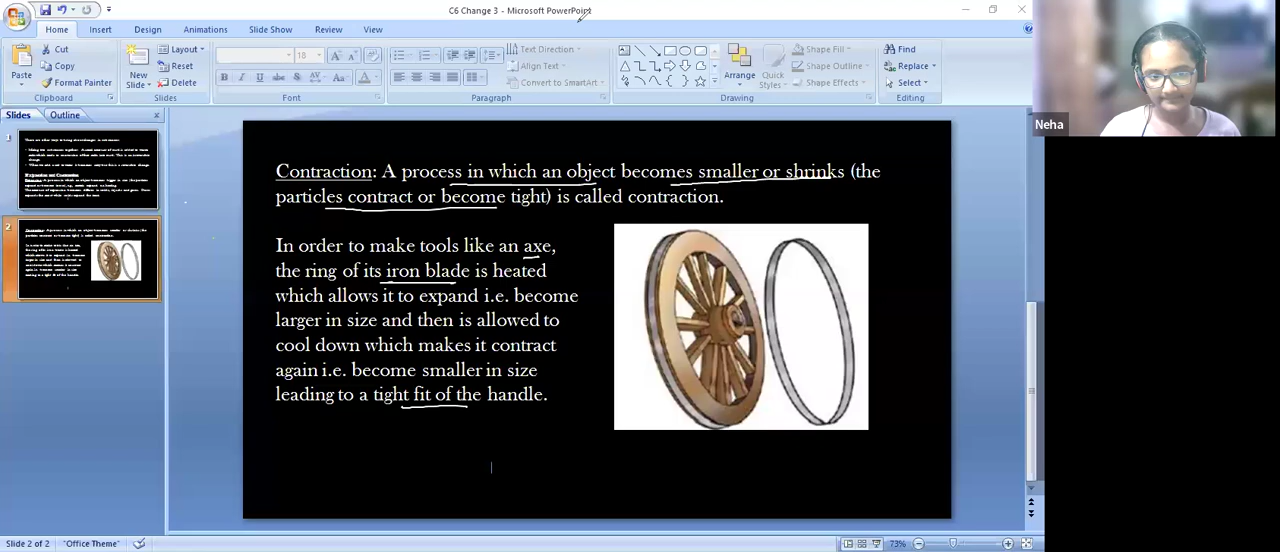 C6 Change 3 - Microsoft PowerPoint
Home Insert Design Animations Slide Show Review View
Cut Layout 18 Text Direction Shape Fill Find
Paste Copy New Slide Reset Align Text Arrange Quick Styles Shape Outline Replace
Format Painter Delete Convert to SmartArt Shape Effects Select
Clipboard Slides Font Paragraph Drawing Editing
Slides Outline
Neha
1
2
Contraction: A process in which an object becomes smaller or shrinks (the
particles contract or become tight) is called contraction.
In order to make tools like an axe,
the ring of its iron blade is heated
which allows it to expand i.e. become
larger in size and then is allowed to
cool down which makes it contract
again i.e. become smaller in size
leading to a tight fit of the handle.
Slide 2 of 2 "Office Theme" 73%